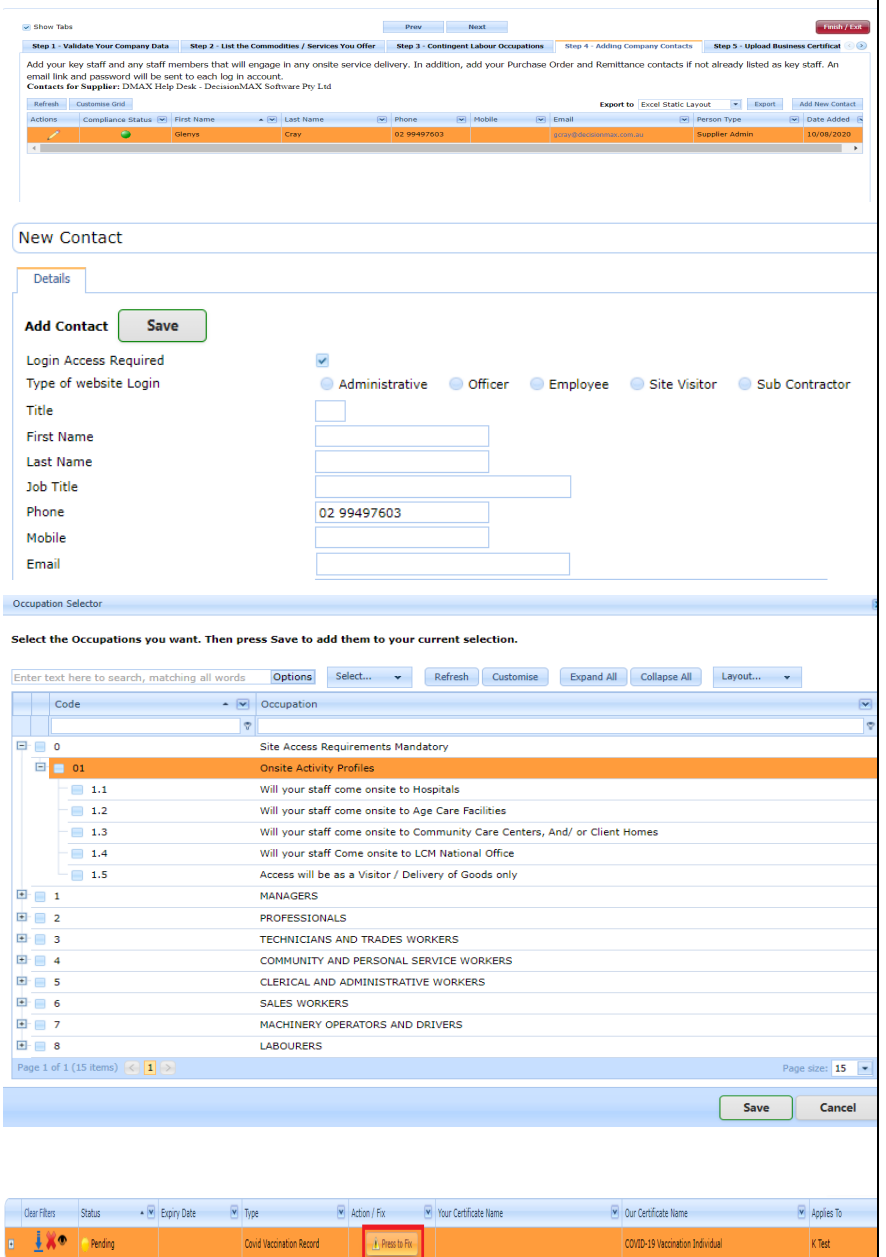 Show Tabs Prev Next Finish / Exit
Step 1 - Validate Your Company Data Step 2 - List the Commodities / Services You Offer Step 3 - Contingent Labour Occupations Step 4 - Adding Company Contacts Step 5 - Upload Business Certificat
Add your key staff and any staff members that will engage in any onsite service delivery. In addition, add your Purchase Order and Remittance contacts if not already listed as key staff. An
email link and password will be sent to each log in account.
Contacts for Supplier: DMAX Help Desk - DecisionMAX Software Pty Ltd
Refresh Customise Grid Export to Excel Static Layout Export Add New Contact
Actions Compliance Status First Name Last Name Phone Mobile Email Person Type Date Added
Glenys Cray 02 99497603 gcray@decisionmax.com.au Supplier Admin 10/08/2020
New Contact
Details
Add Contact Save
Login Access Required
Type of website Login Administrative Officer Employee Site Visitor Sub Contractor
Title
First Name
Last Name
Job Title
Phone 02 99497603
Mobile
Email
Occupation Selector
Select the Occupations you want. Then press Save to add them to your current selection.
Enter text here to search, matching all words Options Select... Refresh Customise Expand All Collapse All Layout...
Code Occupation
0 Site Access Requirements Mandatory
01 Onsite Activity Profiles
1.1 Will your staff come onsite to Hospitals
1.2 Will your staff come onsite to Age Care Facilities
1.3 Will your staff come onsite to Community Care Centers, And/ or Client Homes
1.4 Will your staff Come onsite to LCM National Office
1.5 Access will be as a Visitor / Delivery of Goods only
1 MANAGERS
2 PROFESSIONALS
3 TECHNICIANS AND TRADES WORKERS
4 COMMUNITY AND PERSONAL SERVICE WORKERS
5 CLERICAL AND ADMINISTRATIVE WORKERS
6 SALES WORKERS
7 MACHINERY OPERATORS AND DRIVERS
8 LABOURERS
Page 1 of 1 (15 items) 1 Page size: 15
Save Cancel
Clear Filters Status Expiry Date Type Action / Fix Your Certificate Name Our Certificate Name Applies To
Pending Covid Vaccination Record Press to Fix COVID-19 Vaccination Individual K Test